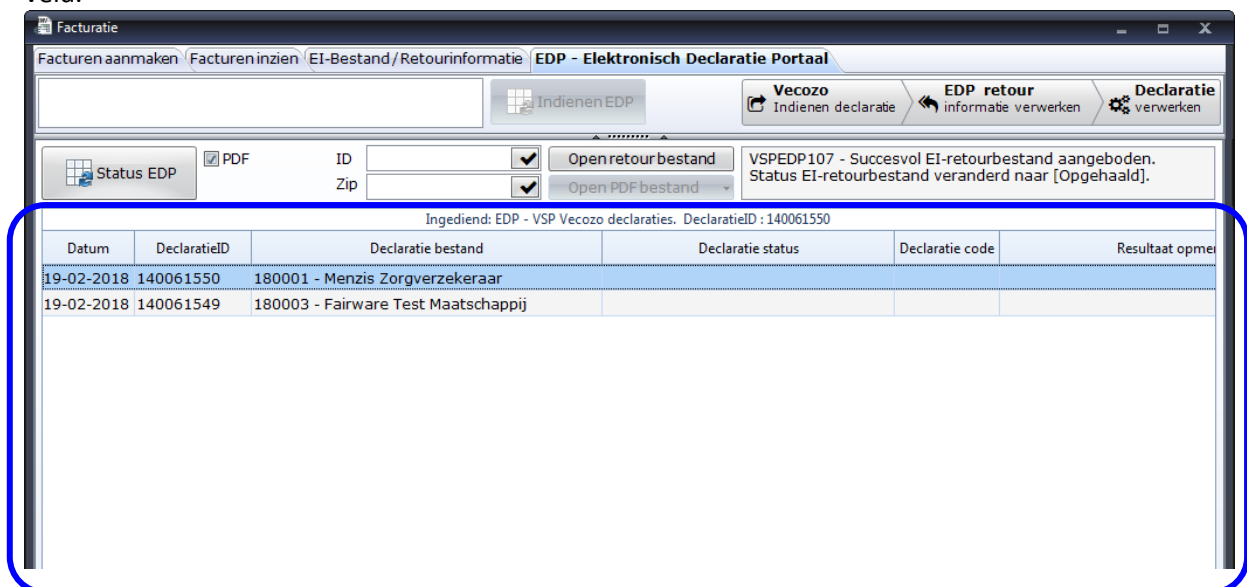 Facturatie
Facturen aanmaken Facturen inzien EI-Bestand / Retourinformatie EDP - Elektronisch Declaratie Portaal
Indienen EDP
Vecozo
Indienen declaratie
EDP retour
informatie verwerken
Declaratie
verwerken
Status EDP
PDF
ID
Open retourbestand
Zip
Open PDF bestand
VSPEDP107 - Succesvol EI-retourbestand aangeboden.
Status EI-retourbestand veranderd naar [Opgehaald].
Ingediend: EDP - VSP Vecozo declaraties. DeclaratieID : 140061550
Datum DeclaratieID Declaratie bestand Declaratie status Declaratie code Resultaat opmer
19-02-2018 140061550 180001 - Menzis Zorgverzekeraar
19-02-2018 140061549 180003 - Fairware Test Maatschappij